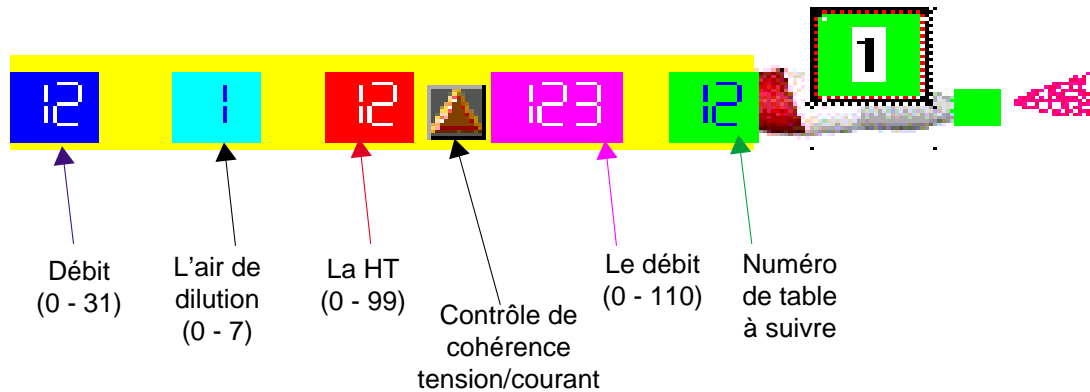 1
12 1 12 123 12
Débit
(0 - 31)
L'air de
dilution
(0 - 7)
La HT
(0 - 99)
Contrôle de
cohérence
tension/courant
Le débit
(0 - 110)
Numéro
de table
à suivre